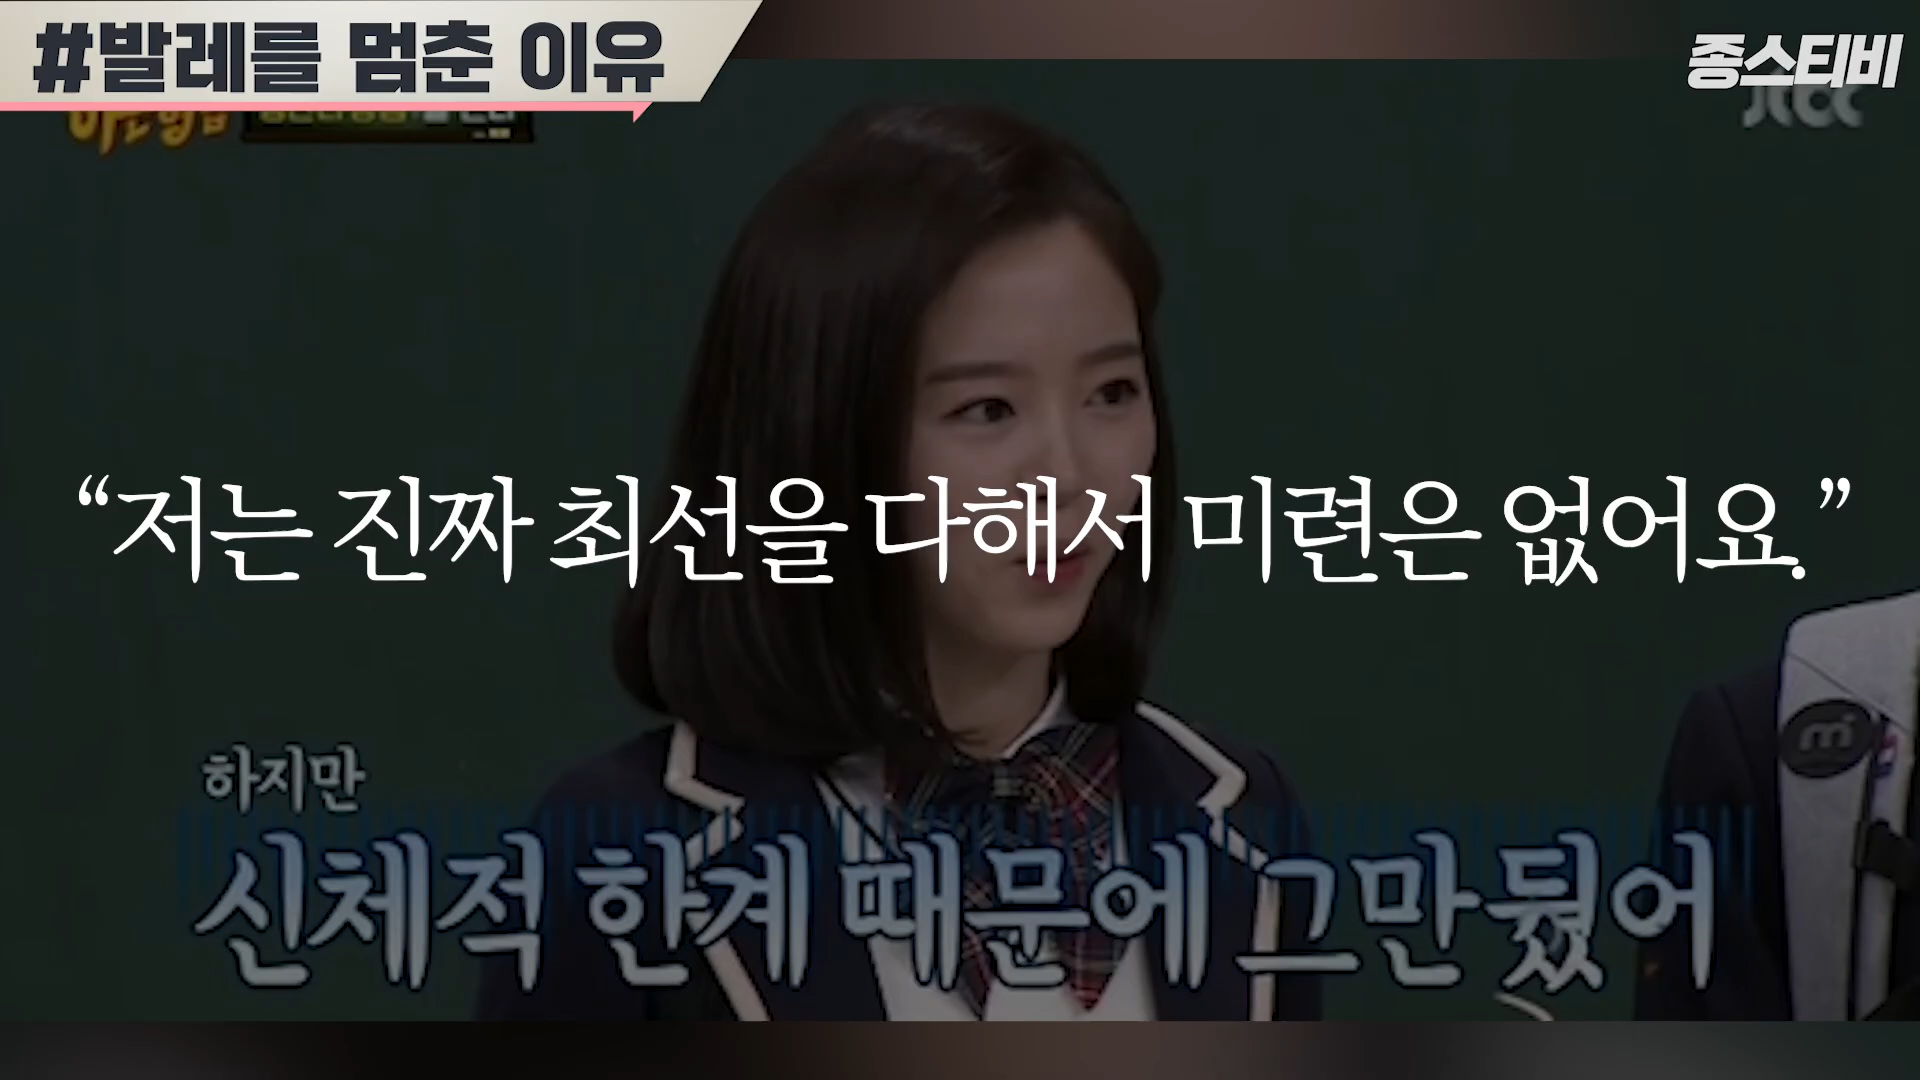 #발레를 멈춘 이유
종스티비
jtbc
“저는 진짜 최선을 다해서 미련은 없어요.”
하지만
신체적 한계 때문에 그만뒀어
m